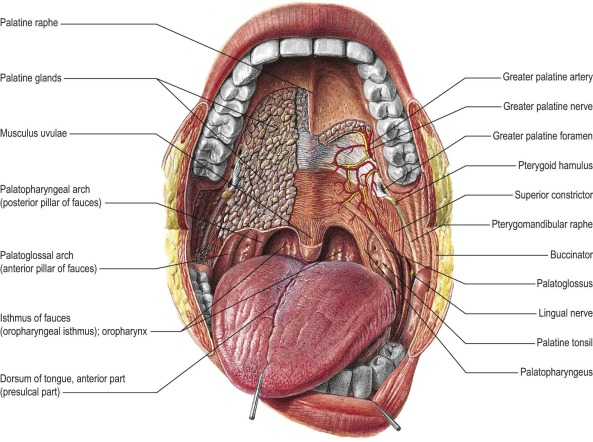 Palatine raphe
Palatine glands
Musculus uvulae
Palatopharyngeal arch
(posterior pillar of fauces)
Palatoglossal arch
(anterior pillar of fauces)
Isthmus of fauces
(oropharyngeal isthmus); oropharynx
Dorsum of tongue, anterior part
(presulcal part)
Greater palatine artery
Greater palatine nerve
Greater palatine foramen
Pterygoid hamulus
Superior constrictor
Pterygomandibular raphe
Buccinator
Palatoglossus
Lingual nerve
Palatine tonsil
Palatopharyngeus